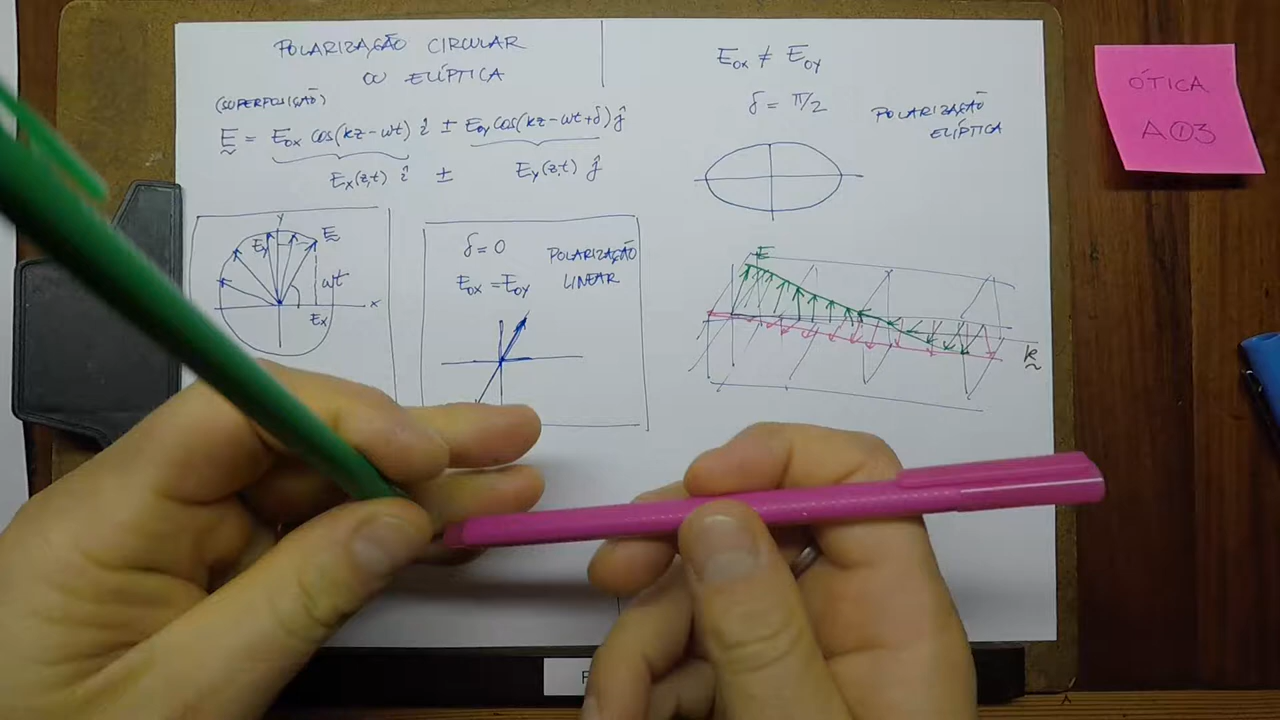 POLARIZAÇÃO CIRCULAR
OU ELÍPTICA
(SUPERPOSIÇÃO)
E = E₀ₓ cos(kz-ωt) î ± E₀y cos(kz-ωt+δ) ĵ
Eₓ(z,t) î ± Ey(z,t) ĵ
y
E
Ey
ωt
x
Eₓ
δ = 0 POLARIZAÇÃO
LINEAR
E₀ₓ = E₀y
E₀ₓ ≠ E₀y
δ = π/2
POLARIZAÇÃO
ELÍPTICA
E
k
ÓTICA
A①3